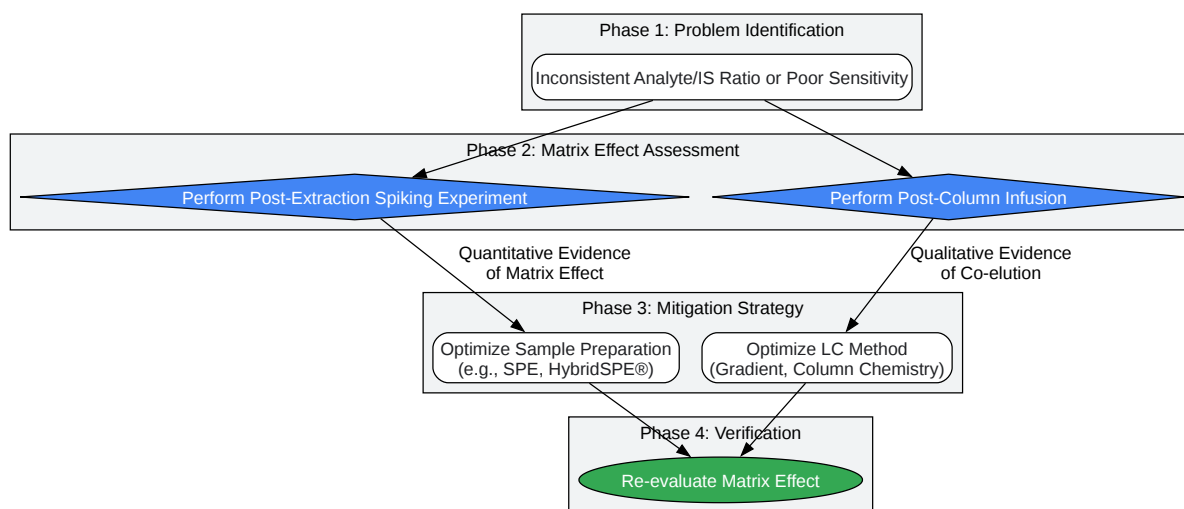 Phase 1: Problem Identification
Inconsistent Analyte/IS Ratio or Poor Sensitivity
Phase 2: Matrix Effect Assessment
Perform Post-Extraction Spiking Experiment
Perform Post-Column Infusion
Quantitative Evidence
of Matrix Effect
Qualitative Evidence
of Co-elution
Phase 3: Mitigation Strategy
Optimize Sample Preparation
(e.g., SPE, HybridSPE®)
Optimize LC Method
(Gradient, Column Chemistry)
Phase 4: Verification
Re-evaluate Matrix Effect